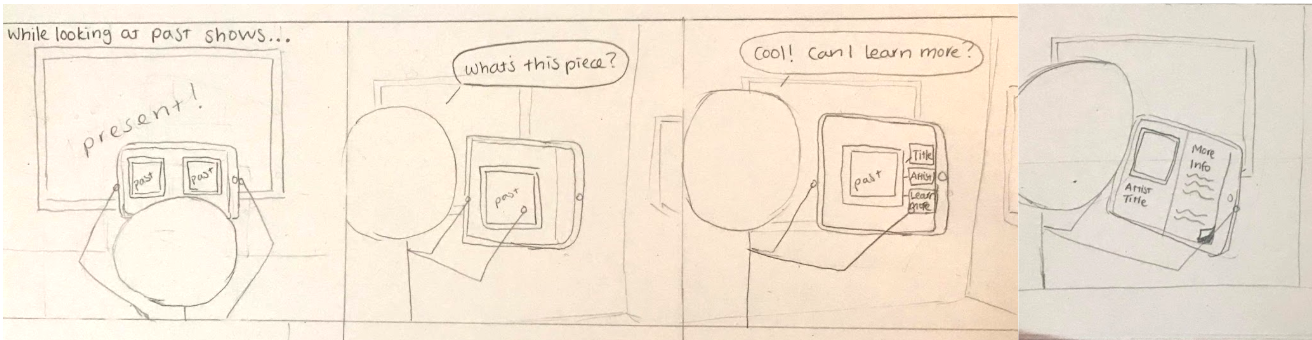 While looking at past shows...
present!
past
past
What's this piece?
past
Cool! Can I learn more?
past
Title
Artist
Learn
more
More
Info
Artist
Title